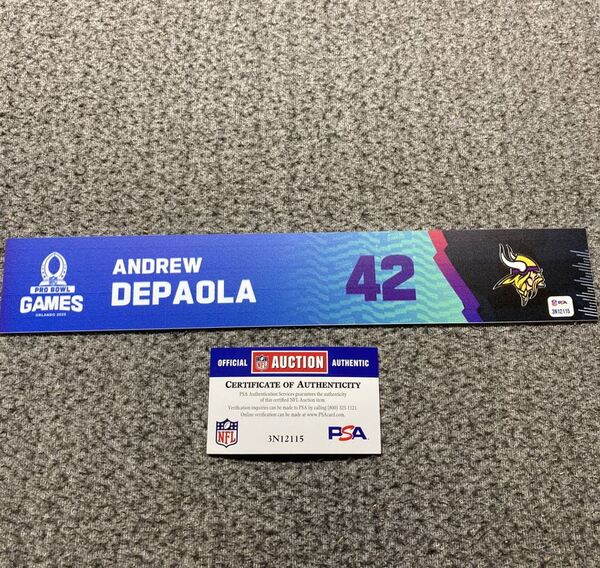 PRO BOWL
GAMES
ORLANDO 2025
ANDREW
DEPAOLA
42
PSA
3N12115
OFFICIAL NFL AUCTION AUTHENTIC
CERTIFICATE OF AUTHENTICITY
PSA Authentication Services guarantees the authenticity
of this certified NFL Auction item.
Verification inquiries can be made to PSA by calling (800) 325-1121.
Online verification can be made at www.PSAcard.com.
NFL
3N12115
PSA